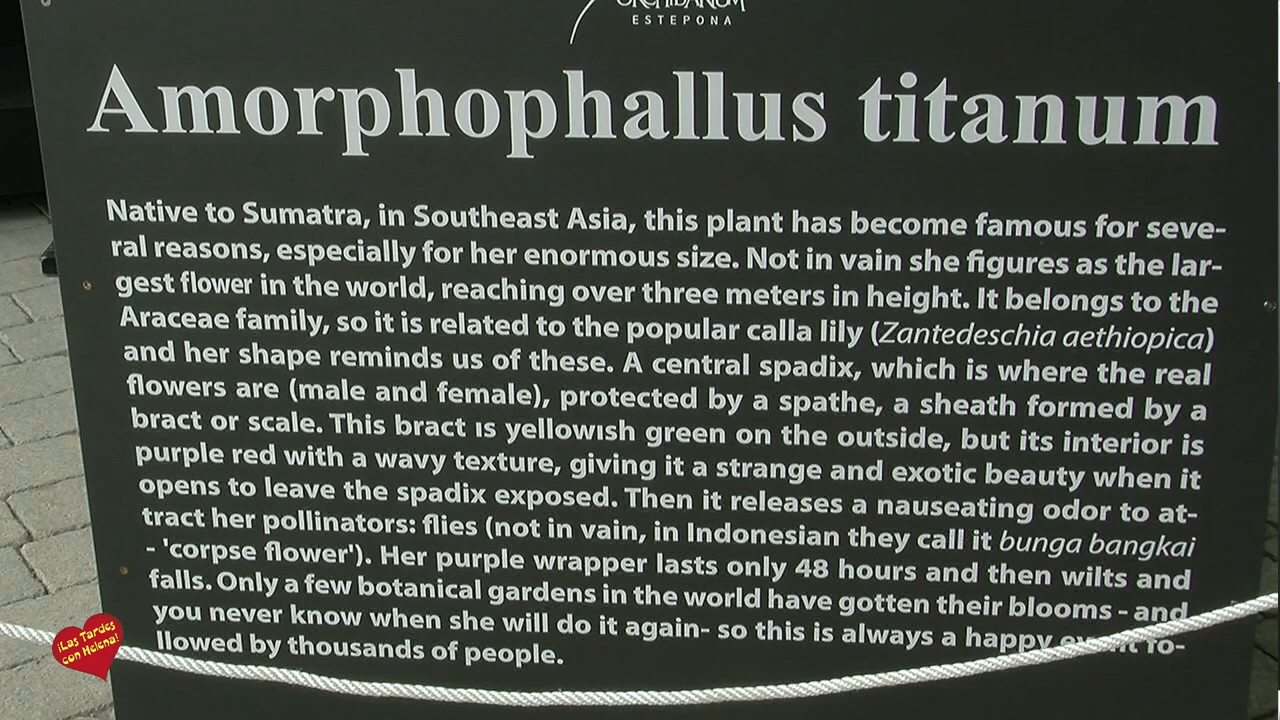 ESTEPONA
Amorphophallus titanum
Native to Sumatra, in Southeast Asia, this plant has become famous for seve-
ral reasons, especially for her enormous size. Not in vain she figures as the lar-
gest flower in the world, reaching over three meters in height. It belongs to the
Araceae family, so it is related to the popular calla lily (Zantedeschia aethiopica)
and her shape reminds us of these. A central spadix, which is where the real
flowers are (male and female), protected by a spathe, a sheath formed by a
bract or scale. This bract is yellowish green on the outside, but its interior is
purple red with a wavy texture, giving it a strange and exotic beauty when it
opens to leave the spadix exposed. Then it releases a nauseating odor to at-
tract her pollinators: flies (not in vain, in Indonesian they call it bunga bangkai
- 'corpse flower'). Her purple wrapper lasts only 48 hours and then wilts and
falls. Only a few botanical gardens in the world have gotten their blooms - and
you never know when she will do it again- so this is always a happy fo-
llowed by thousands of people.
¡Las Tardes
con Helena!